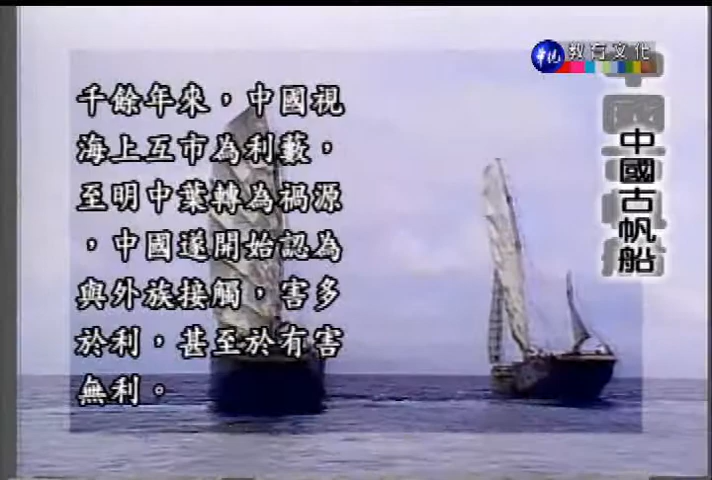 華視 教育文化
千餘年來，中國視
海上互市為利藪，
至明中葉轉為禍源
，中國遂開始認為
與外族接觸，害多
於利，甚至於有害
無利。
中國古帆船